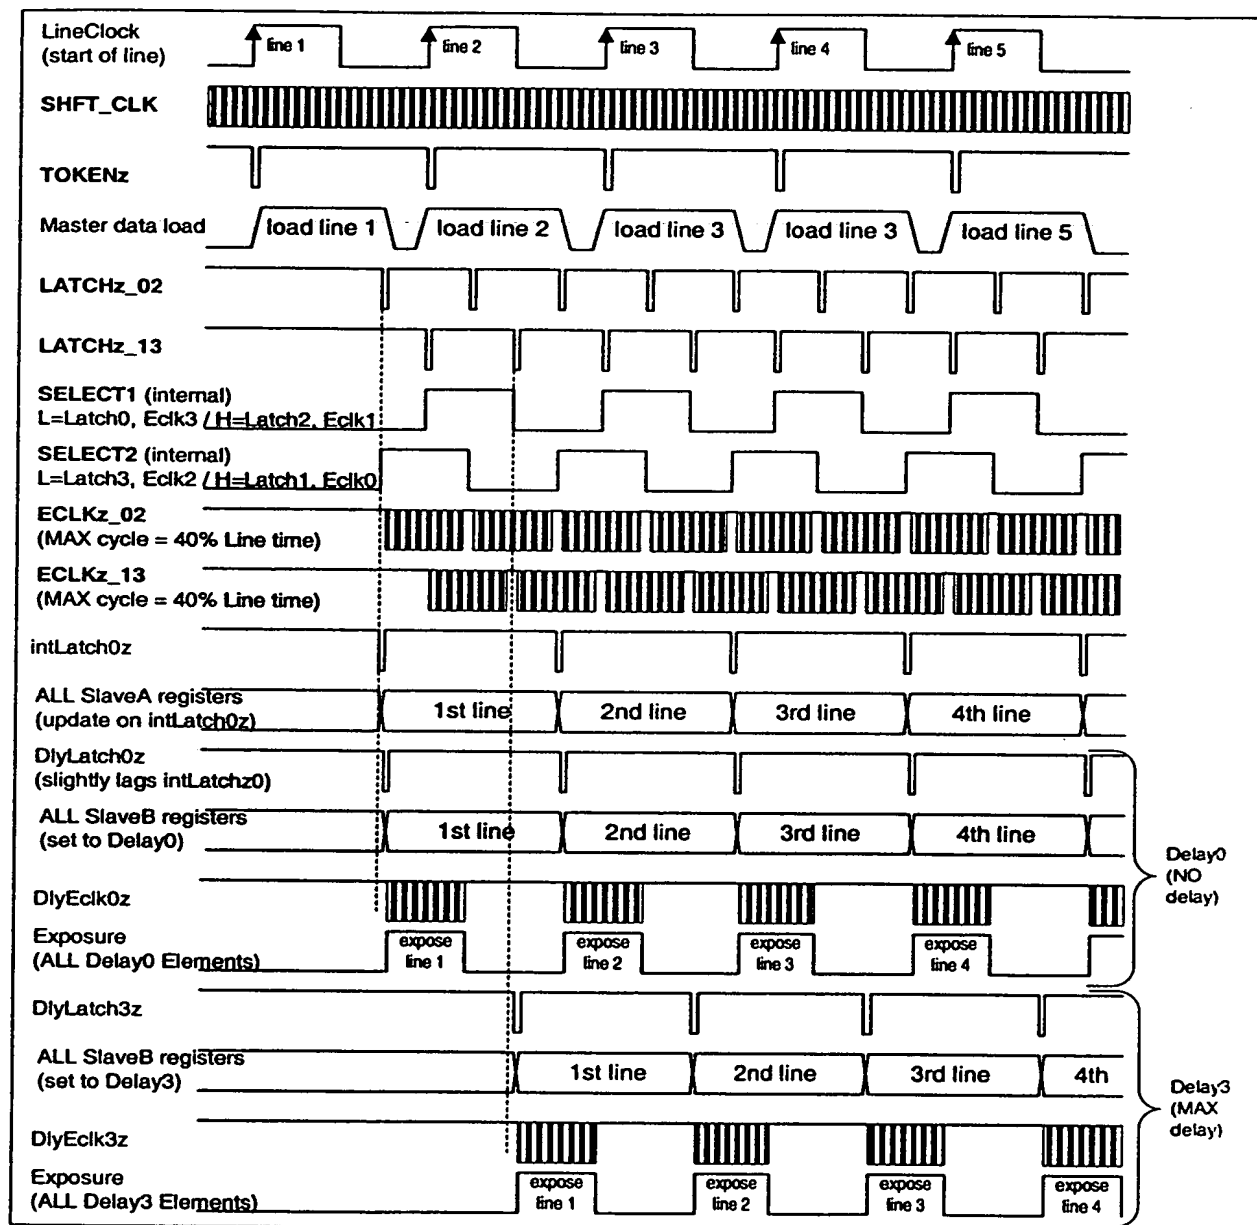 LineClock
(start of line)
line 1
line 2
line 3
line 4
line 5
SHFT_CLK
TOKENz
Master data load
load line 1
load line 2
load line 3
load line 3
load line 5
LATCHz_02
LATCHz_13
SELECT1 (internal)
L=Latch0, Eclk3 / H=Latch2, Eclk1
SELECT2 (internal)
L=Latch3, Eclk2 / H=Latch1, Eclk0
ECLKz_02
(MAX cycle = 40% Line time)
ECLKz_13
(MAX cycle = 40% Line time)
intLatch0z
ALL SlaveA registers
(update on intLatch0z)
1st line
2nd line
3rd line
4th line
DlyLatch0z
(slightly lags intLatchz0)
ALL SlaveB registers
(set to Delay0)
1st line
2nd line
3rd line
4th line
DlyEclk0z
Exposure
(ALL Delay0 Elements)
expose
line 1
expose
line 2
expose
line 3
expose
line 4
Delay0
(NO
delay)
DlyLatch3z
ALL SlaveB registers
(set to Delay3)
1st line
2nd line
3rd line
4th
DlyEclk3z
Exposure
(ALL Delay3 Elements)
expose
line 1
expose
line 2
expose
line 3
expose
line 4
Delay3
(MAX
delay)